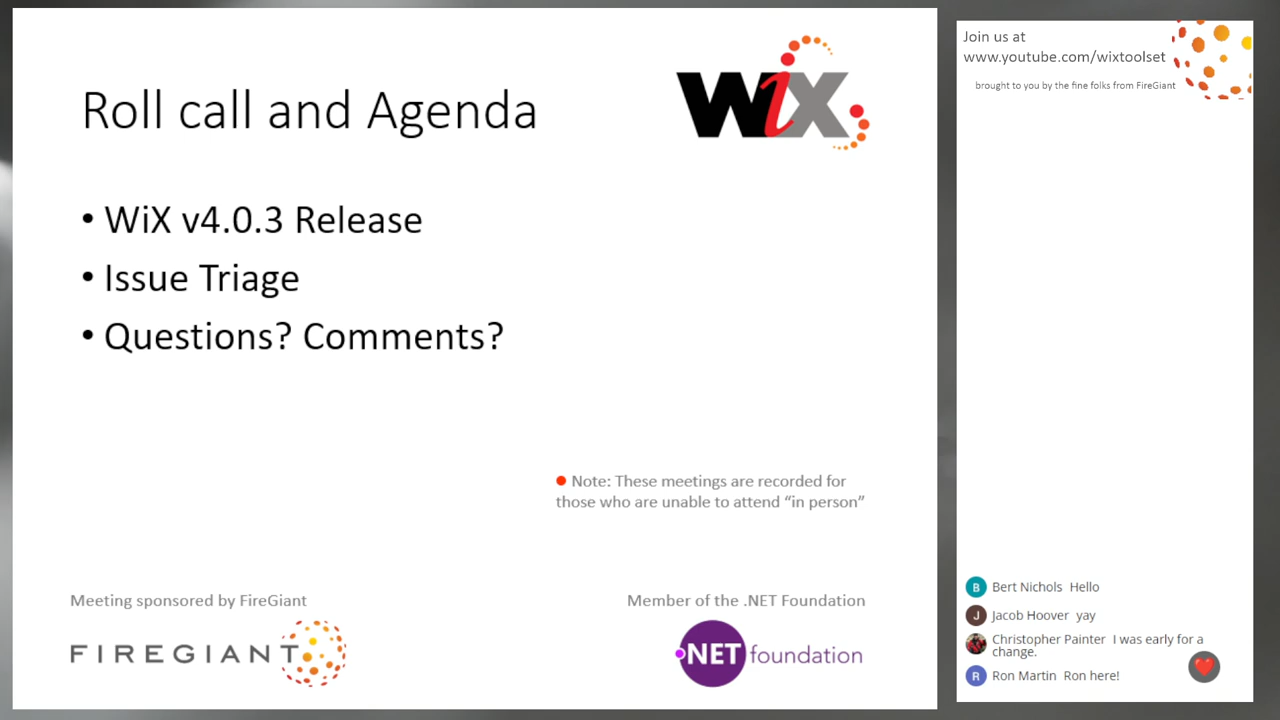 Roll call and Agenda
WiX
• WiX v4.0.3 Release
• Issue Triage
• Questions? Comments?
Note: These meetings are recorded for
those who are unable to attend “in person”
Meeting sponsored by FireGiant
FIREGIANT
Member of the .NET Foundation
.NET foundation
Join us at
www.youtube.com/wixtoolset
brought to you by the fine folks from FireGiant
B Bert Nichols Hello
J Jacob Hoover yay
Christopher Painter I was early for a
change.
R Ron Martin Ron here!